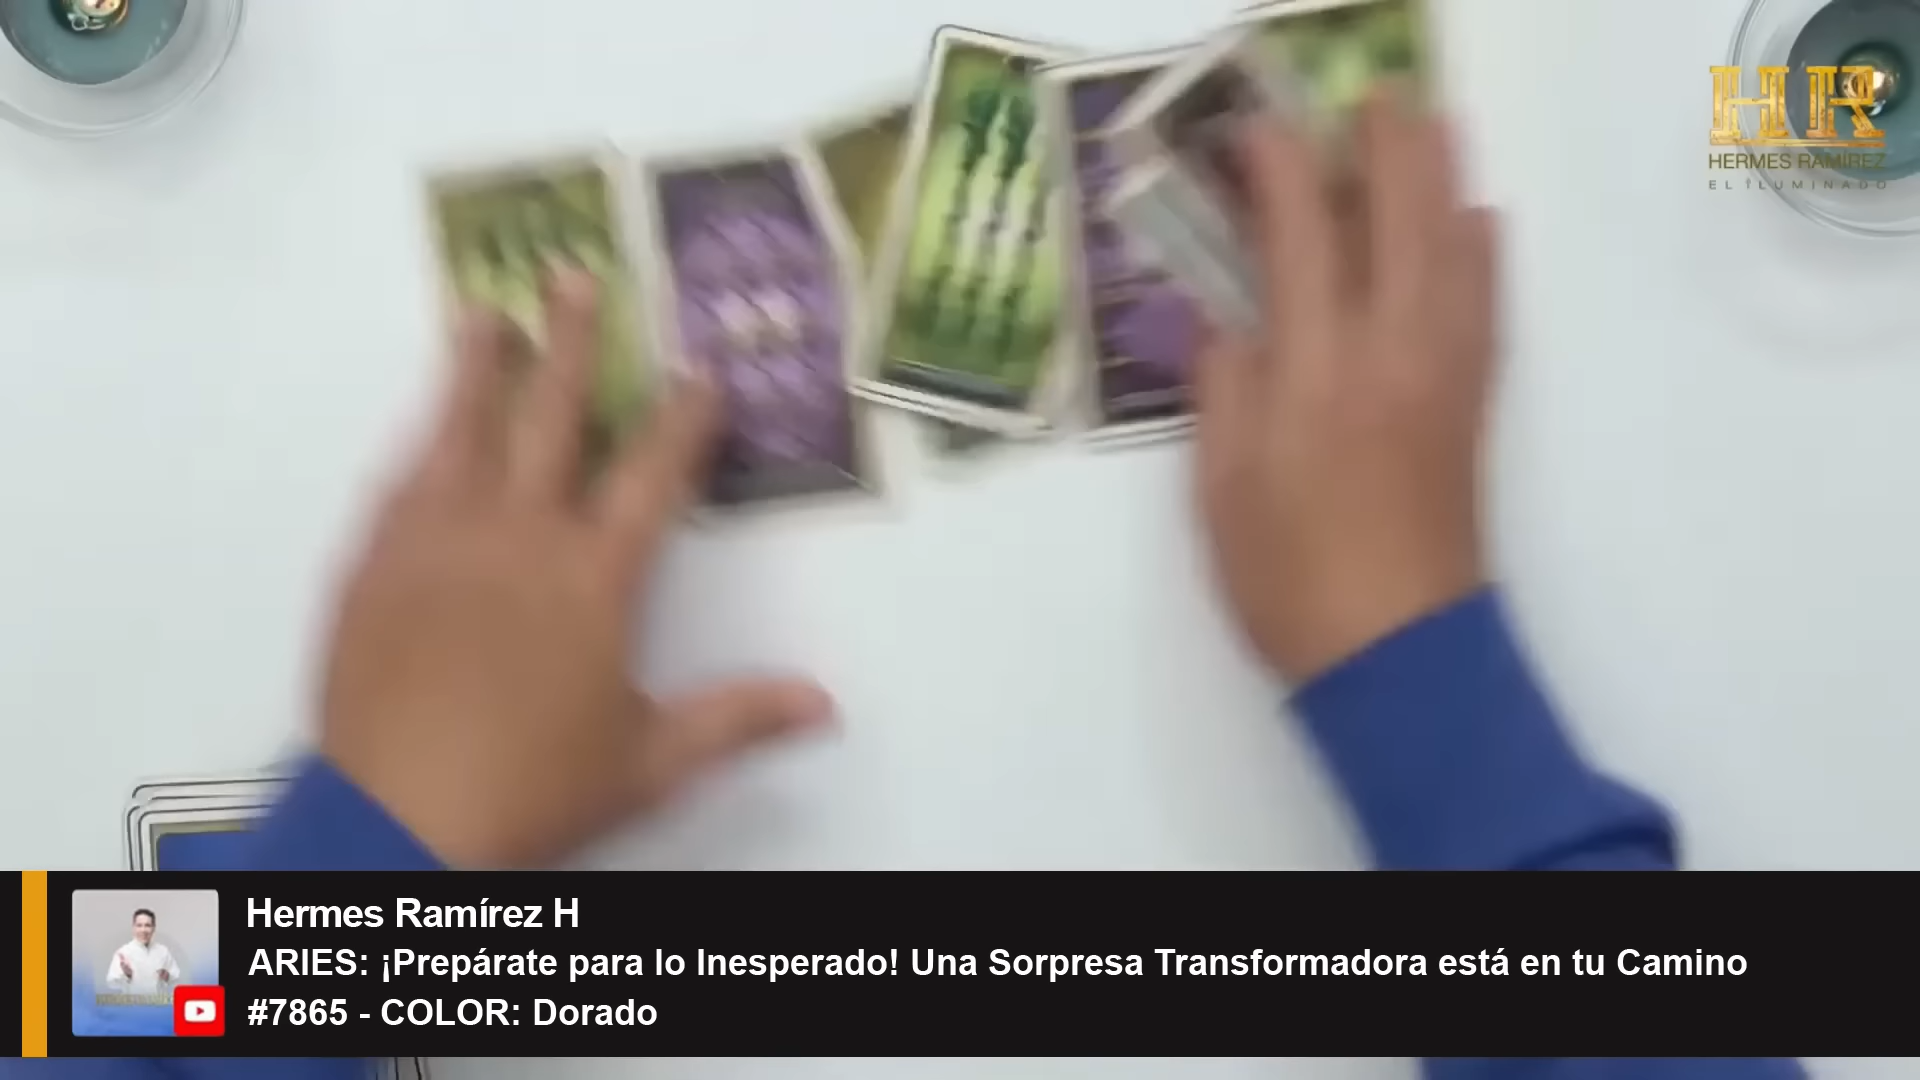 HR
HERMES RAMÍREZ
EL ILUMINADO
Hermes Ramírez H
ARIES: ¡Prepárate para lo Inesperado! Una Sorpresa Transformadora está en tu Camino
#7865 - COLOR: Dorado